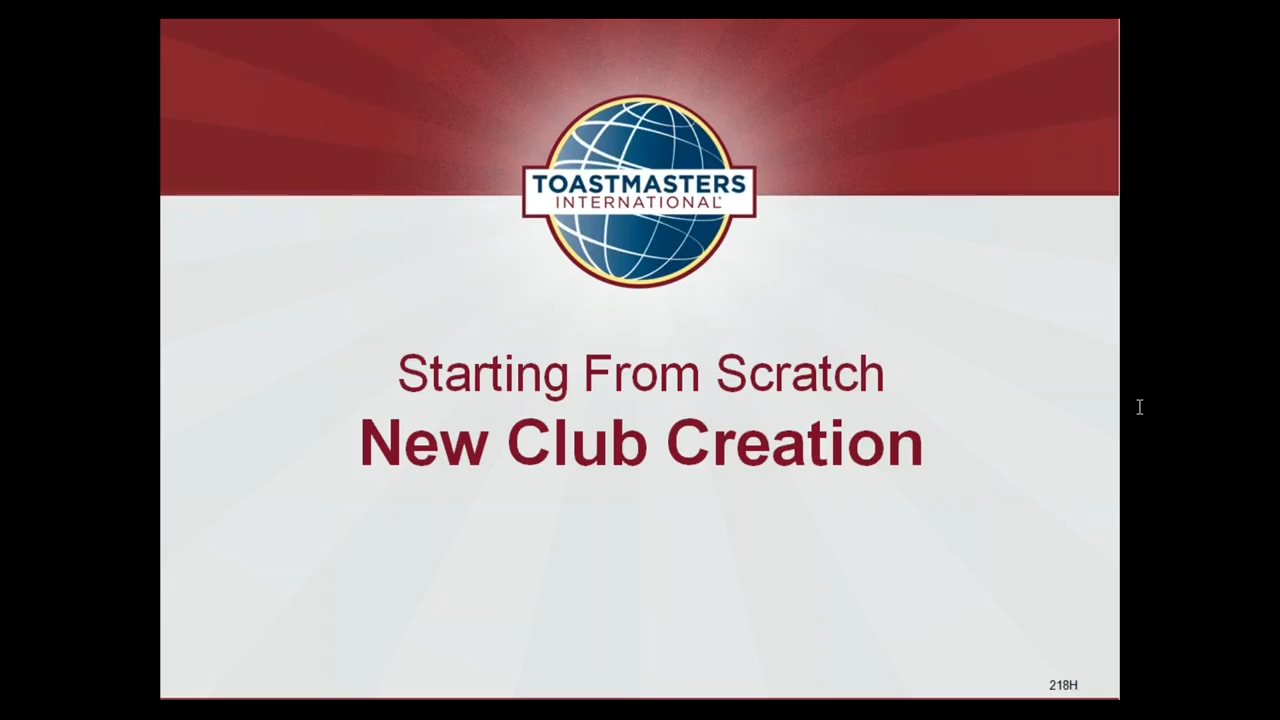 TOASTMASTERS
INTERNATIONAL®
Starting From Scratch
New Club Creation
218H